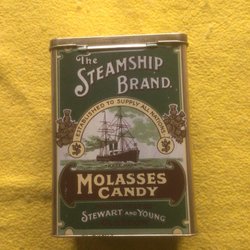 The
STEAMSHIP
BRAND.
ESTABLISHED TO SUPPLY ALL NATIONS
MOLASSES
CANDY
STEWART AND YOUNG